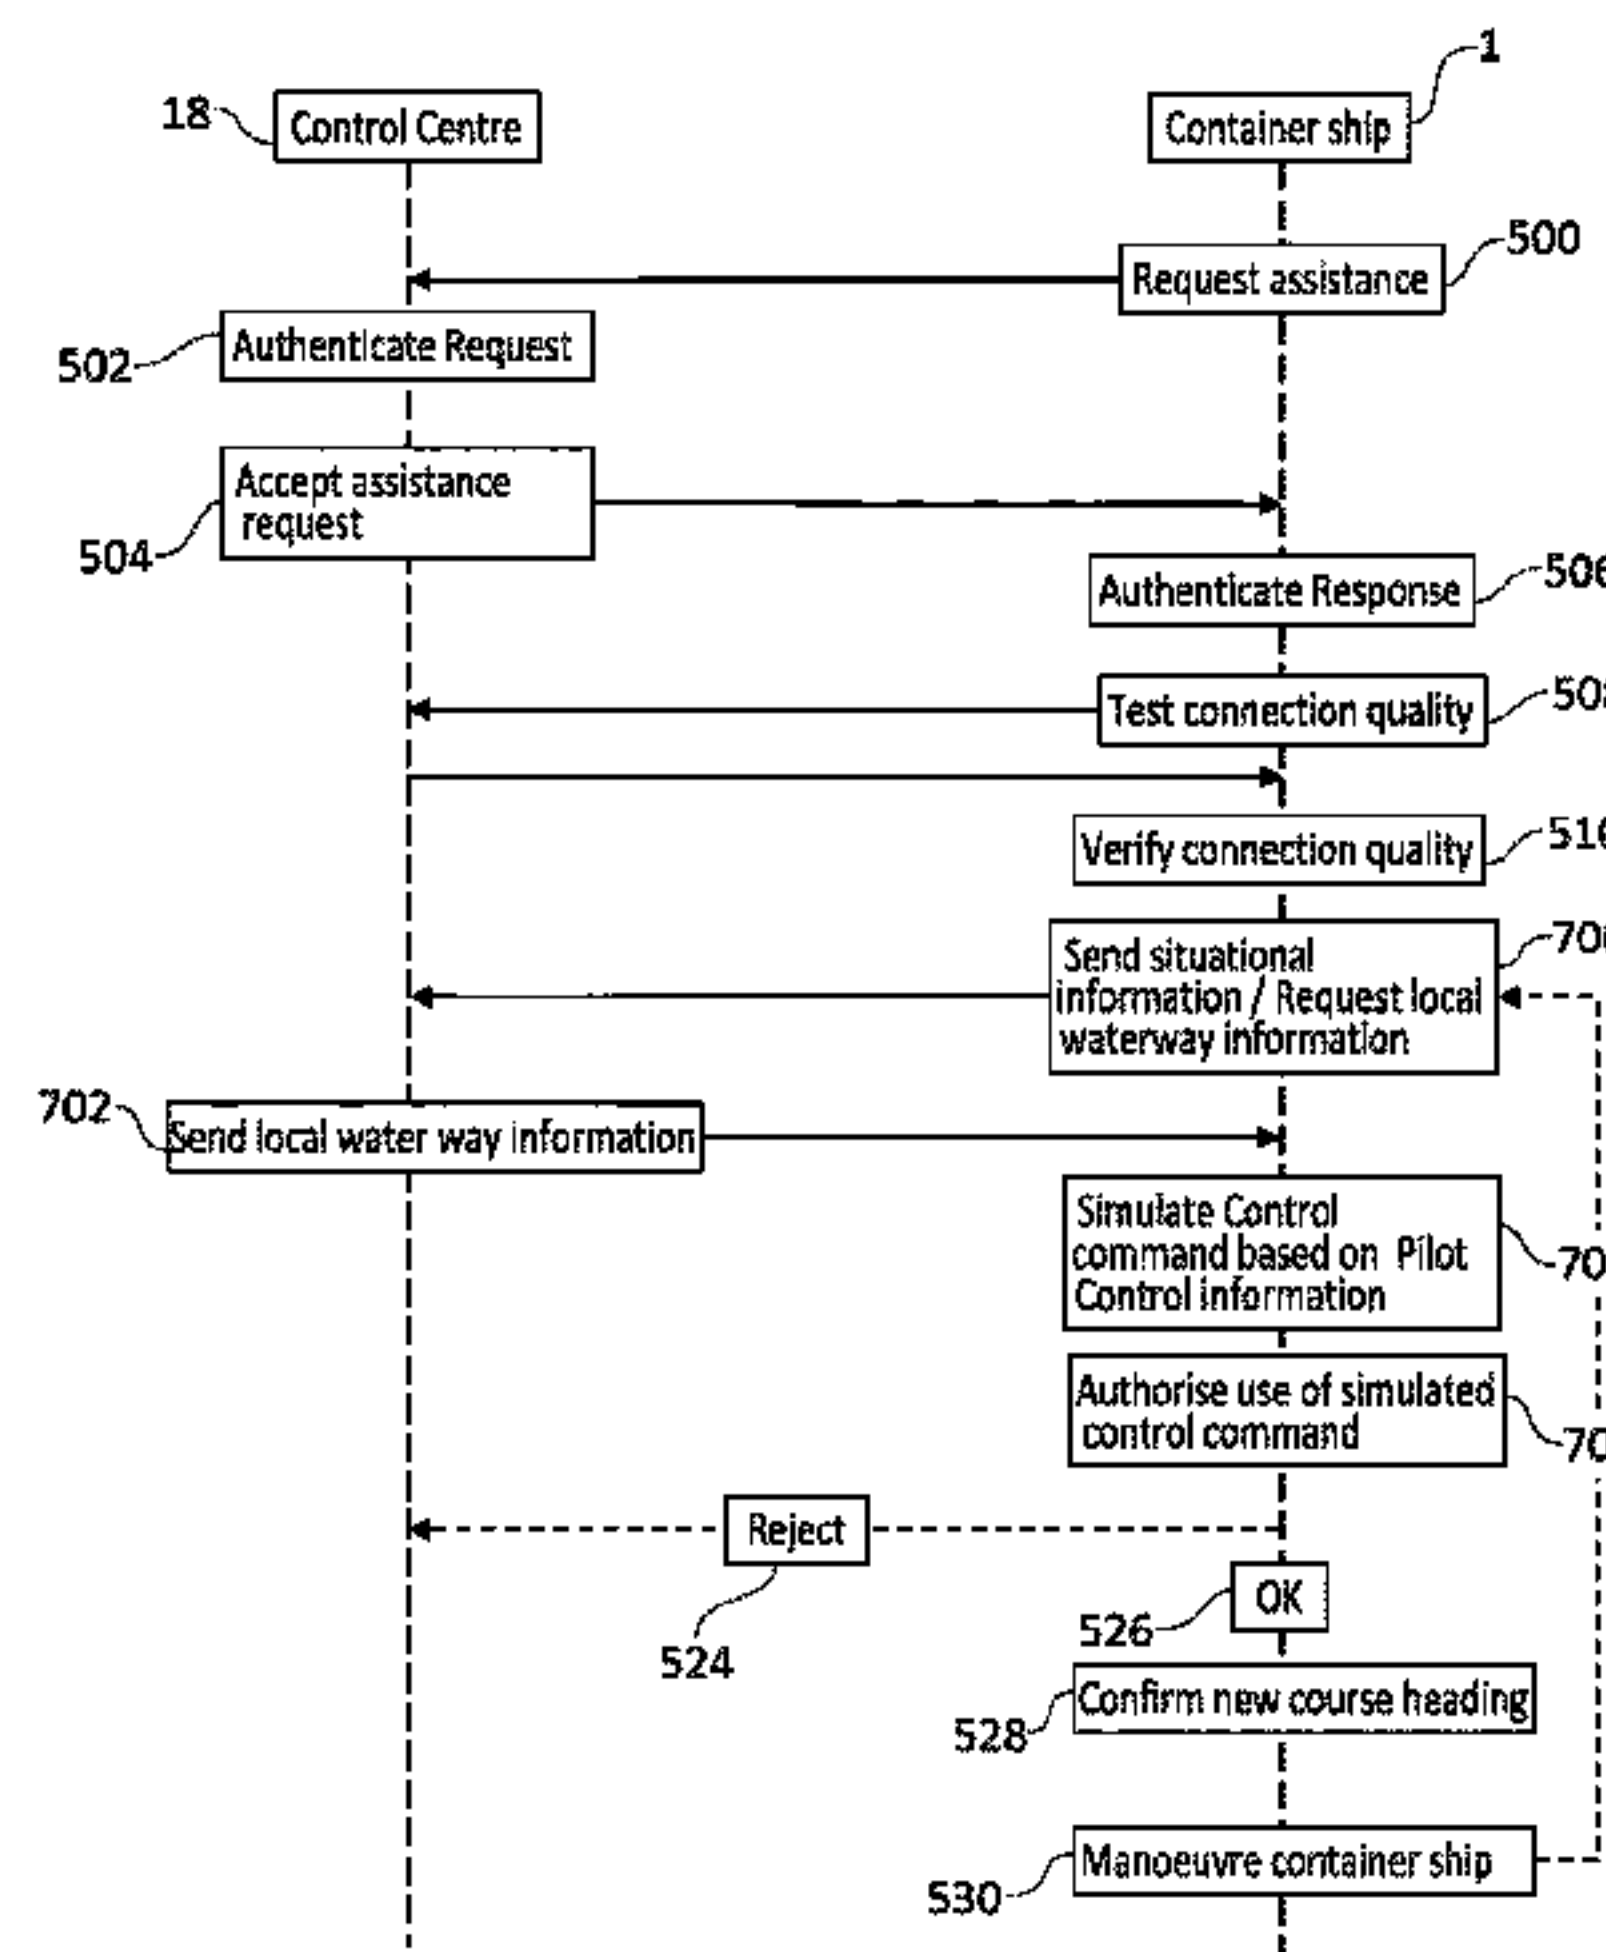 1
18
Control Centre
Container ship
500
Request assistance
502
Authenticate Request
504
Accept assistance
request
Authenticate Response
Test connection quality
Verify connection quality
Send situational
information / Request local
waterway information
702
Send local water way information
Simulate Control
command based on Pilot
Control information
Authorise use of simulated
control command
Reject
524
OK
526
Confirm new course heading
528
Manoeuvre container ship
530